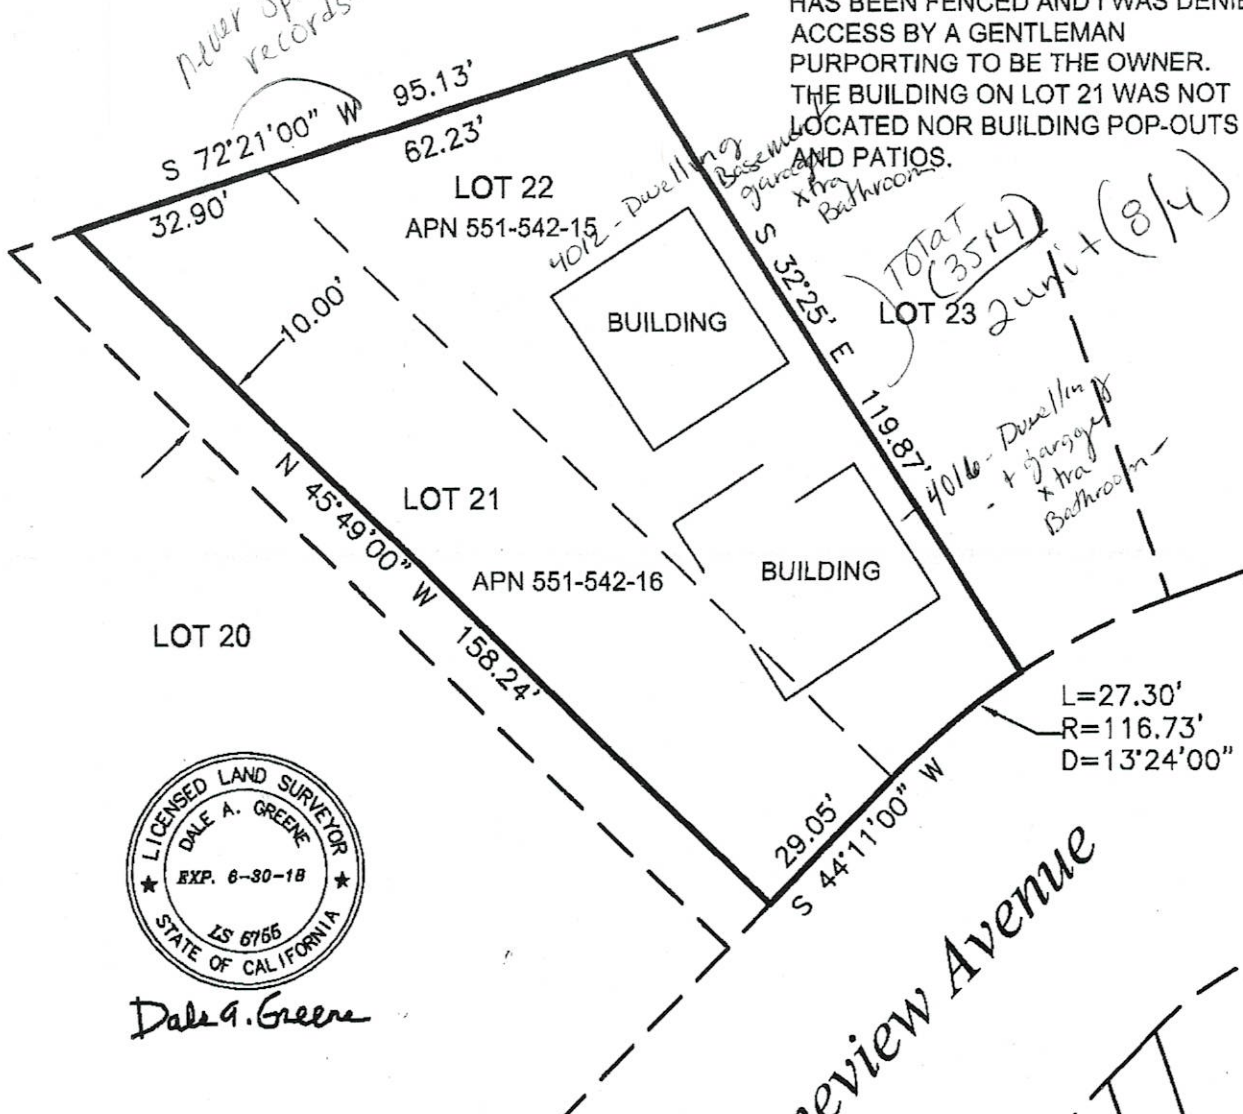 never
records
HAS BEEN FENCED AND I WAS DENIE
ACCESS BY A GENTLEMAN
PURPORTING TO BE THE OWNER.
THE BUILDING ON LOT 21 WAS NOT
LOCATED NOR BUILDING POP-OUTS
AND PATIOS.
S 72°21'00" W 95.13'
32.90' 62.23'
LOT 22
APN 551-542-15
4012 - Dwelling
Basement
garage
xtra
Bathroom
TOTAL
(3514)
2 unit (8/4)
BUILDING
S 32°25' E 119.87'
LOT 23
10.00'
4016 - Dwelling
+ garage
xtra
Bathroom -
N 45°49'00" W 158.24'
LOT 21
APN 551-542-16
BUILDING
LOT 20
L=27.30'
R=116.73'
D=13°24'00"
29.05'
S 44°11'00" W
LICENSED LAND SURVEYOR
DALE A. GREENE
EXP. 6-30-18
LS 6755
STATE OF CALIFORNIA
Dale A. Greene
eview Avenue